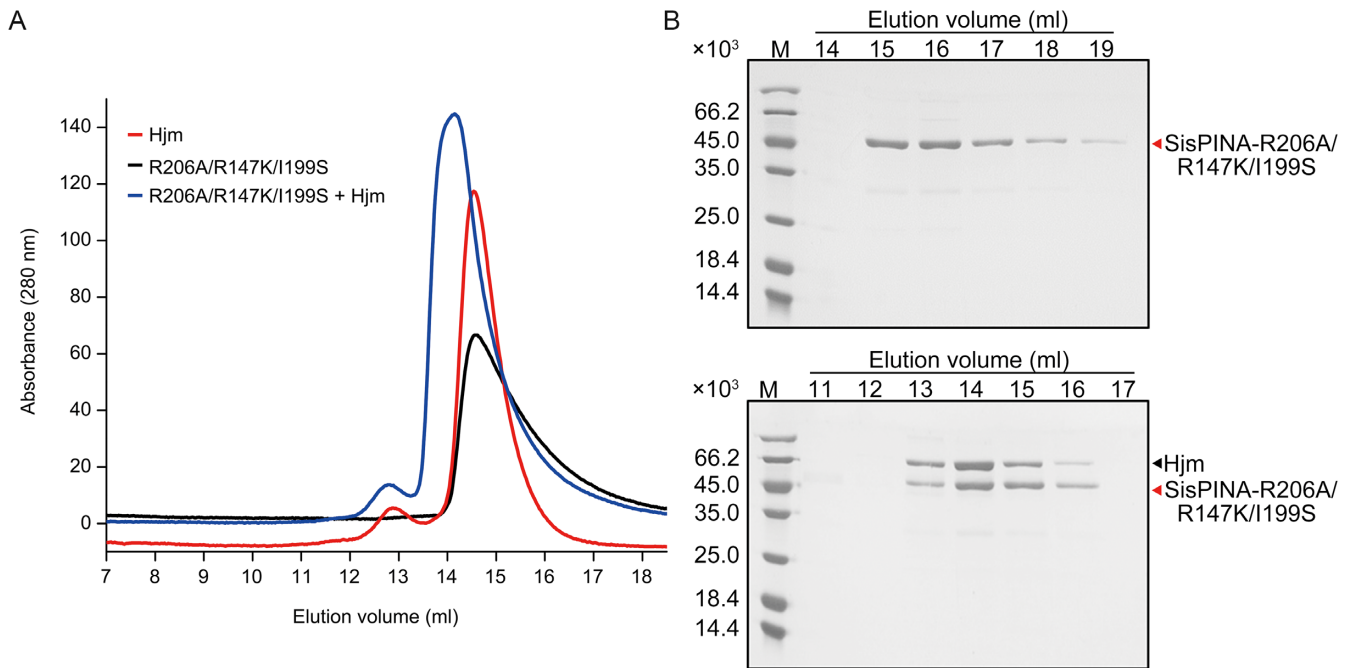 A
Absorbance (280 nm)
140
120
100
80
60
40
20
0
Hjm
R206A/R147K/I199S
R206A/R147K/I199S + Hjm
7 8 9 10 11 12 13 14 15 16 17 18
Elution volume (ml)
B
Elution volume (ml)
×10³ M 14 15 16 17 18 19
66.2
45.0
35.0
25.0
18.4
14.4
SisPINA-R206A/
R147K/I199S
Elution volume (ml)
×10³ M 11 12 13 14 15 16 17
66.2
45.0
35.0
25.0
18.4
14.4
Hjm
SisPINA-R206A/
R147K/I199S